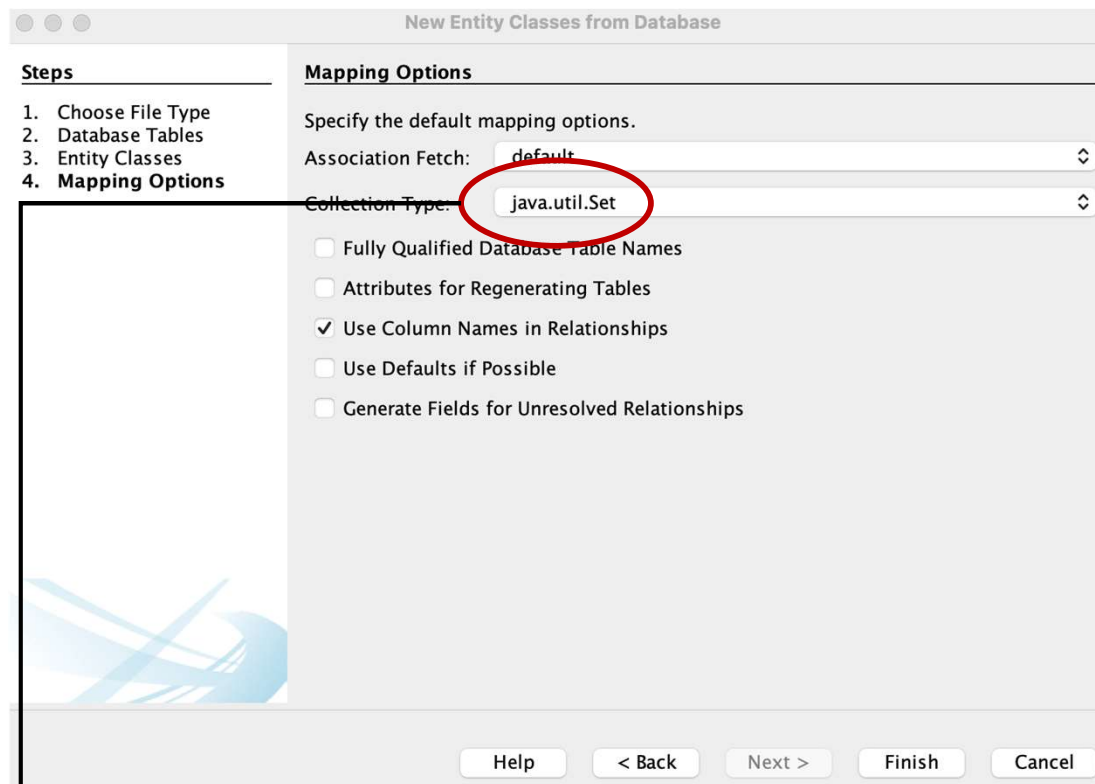 New Entity Classes from Database
Steps
1. Choose File Type
2. Database Tables
3. Entity Classes
4. Mapping Options
Mapping Options
Specify the default mapping options.
Association Fetch: default
Collection Type: java.util.Set
Fully Qualified Database Table Names
Attributes for Regenerating Tables
Use Column Names in Relationships
Use Defaults if Possible
Generate Fields for Unresolved Relationships
Help < Back Next > Finish Cancel